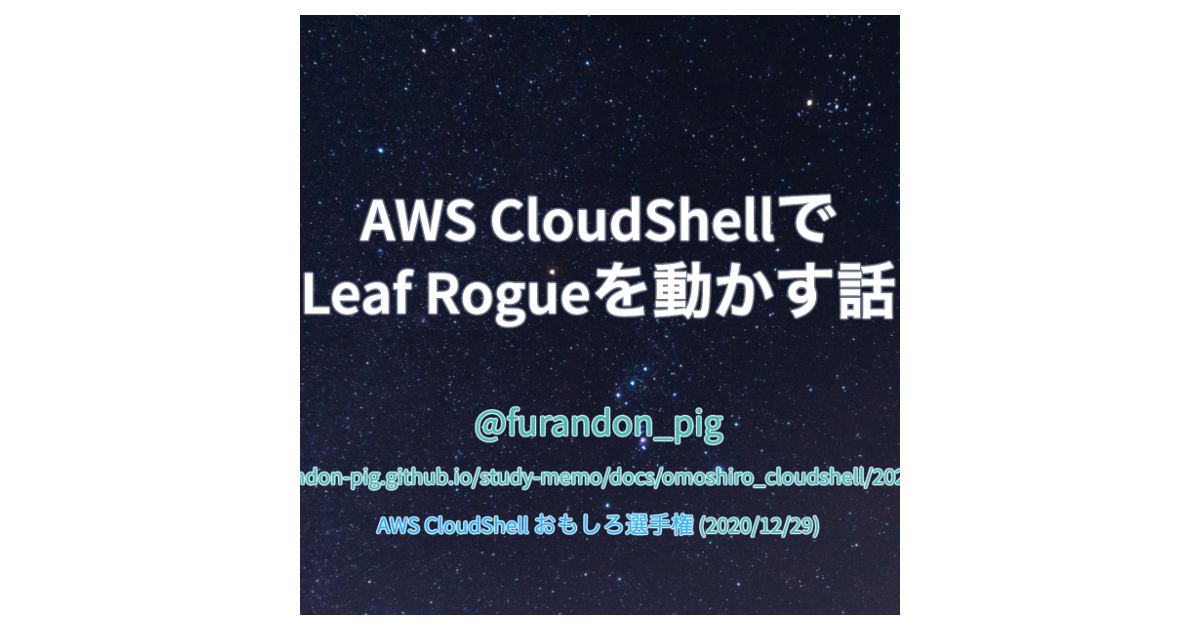 AWS CloudShellで
Leaf Rogueを動かす話
@furandon_pig
ndon-pig.github.io/study-memo/docs/omoshiro_cloudshell/202
AWS CloudShell おもしろ選手権 (2020/12/29)